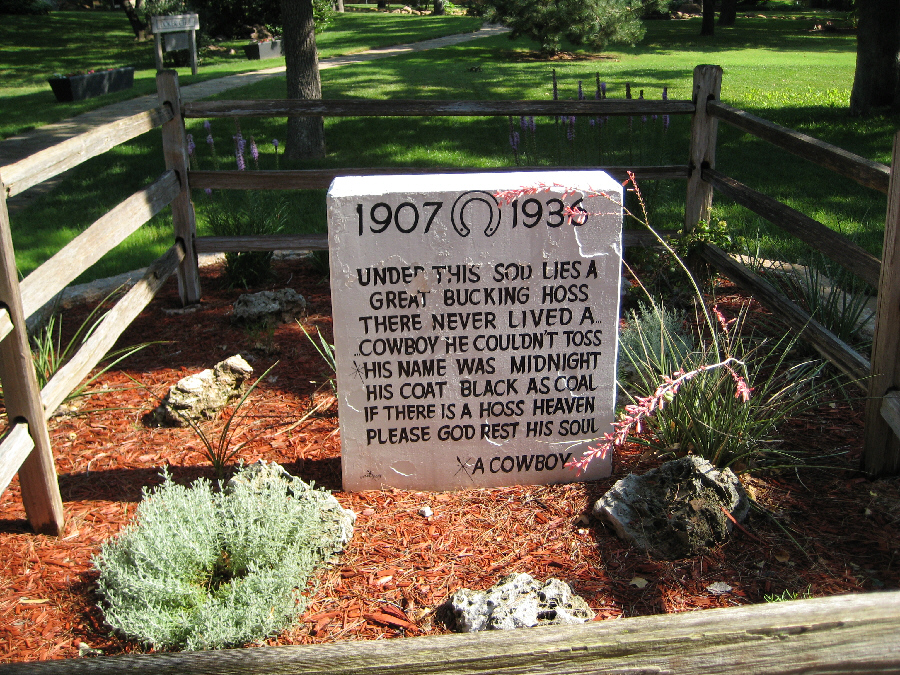 1907 1936
UNDER THIS SOD LIES A
GREAT BUCKING HOSS
THERE NEVER LIVED A..
..COWBOY HE COULDN'T TOSS
HIS NAME WAS MIDNIGHT
HIS COAT BLACK AS COAL
IF THERE IS A HOSS HEAVEN
PLEASE GOD REST HIS SOUL
A COWBOY